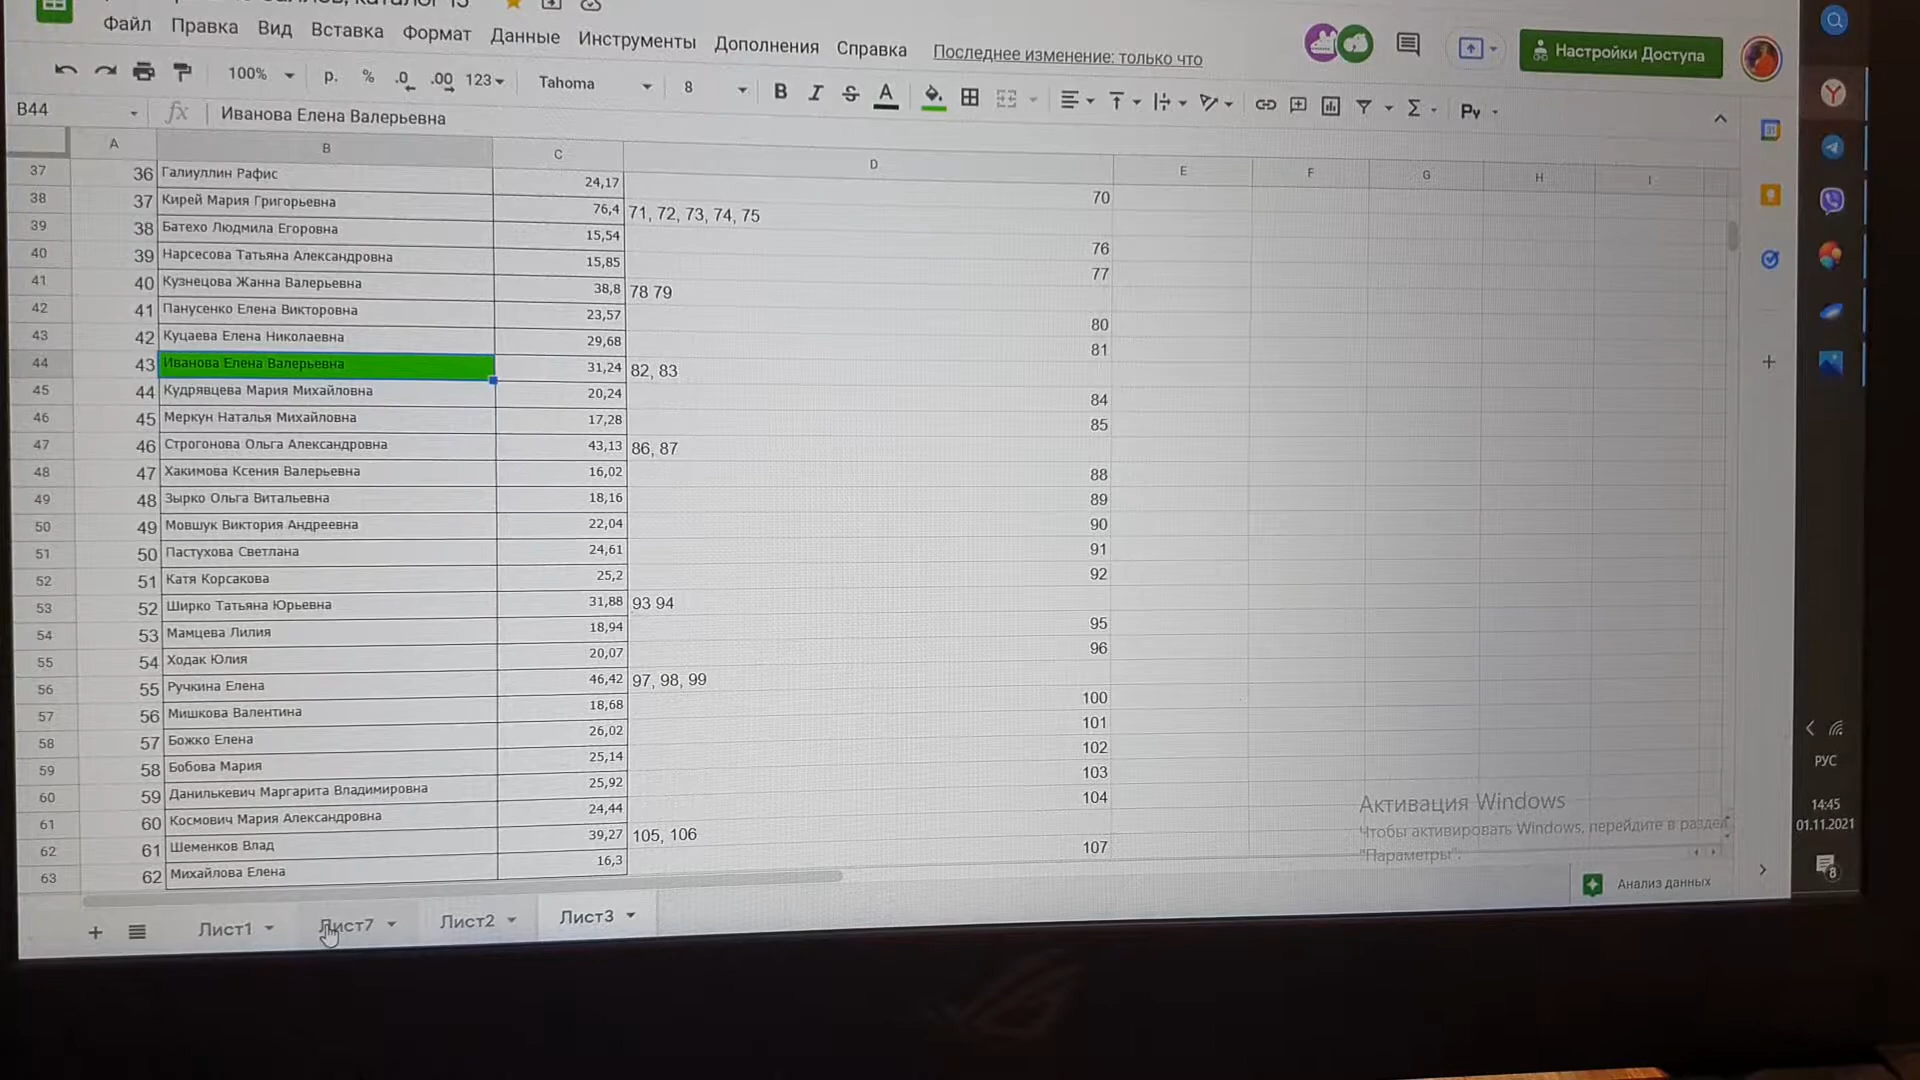 Файл Правка Вид Вставка Формат Данные Инструменты Дополнения Справка Последнее изменение: только что
Настройки Доступа
100% р. % .0 .00 123 Tahoma 8 B I S A Σ Ру
B44 fx Иванова Елена Валерьевна
A B C D E F G H I
37 36 Галиуллин Рафис 24,17 70
38 37 Кирей Мария Григорьевна 76,4 71, 72, 73, 74, 75
39 38 Батехо Людмила Егоровна 15,54 76
40 39 Нарсесова Татьяна Александровна 15,85 77
41 40 Кузнецова Жанна Валерьевна 38,8 78 79
42 41 Панусенко Елена Викторовна 23,57 80
43 42 Куцаева Елена Николаевна 29,68 81
44 43 Иванова Елена Валерьевна 31,24 82, 83
45 44 Кудрявцева Мария Михайловна 20,24 84
46 45 Меркун Наталья Михайловна 17,28 85
47 46 Строгонова Ольга Александровна 43,13 86, 87
48 47 Хакимова Ксения Валерьевна 16,02 88
49 48 Зырко Ольга Витальевна 18,16 89
50 49 Мовшук Виктория Андреевна 22,04 90
51 50 Пастухова Светлана 24,61 91
52 51 Катя Корсакова 25,2 92
53 52 Ширко Татьяна Юрьевна 31,88 93 94
54 53 Мамцева Лилия 18,94 95
55 54 Ходак Юлия 20,07 96
56 55 Ручкина Елена 46,42 97, 98, 99
57 56 Мишкова Валентина 18,68 100
58 57 Божко Елена 26,02 101
59 58 Бобова Мария 25,14 102
60 59 Данилькевич Маргарита Владимировна 25,92 103
61 60 Космович Мария Александровна 24,44 104
62 61 Шеменков Влад 39,27 105, 106
63 62 Михайлова Елена 16,3 107
Активация Windows
Чтобы активировать Windows, перейдите в раздел
"Параметры".
Анализ данных
Лист1 Лист7 Лист2 Лист3
РУС
14:45
01.11.2021
8